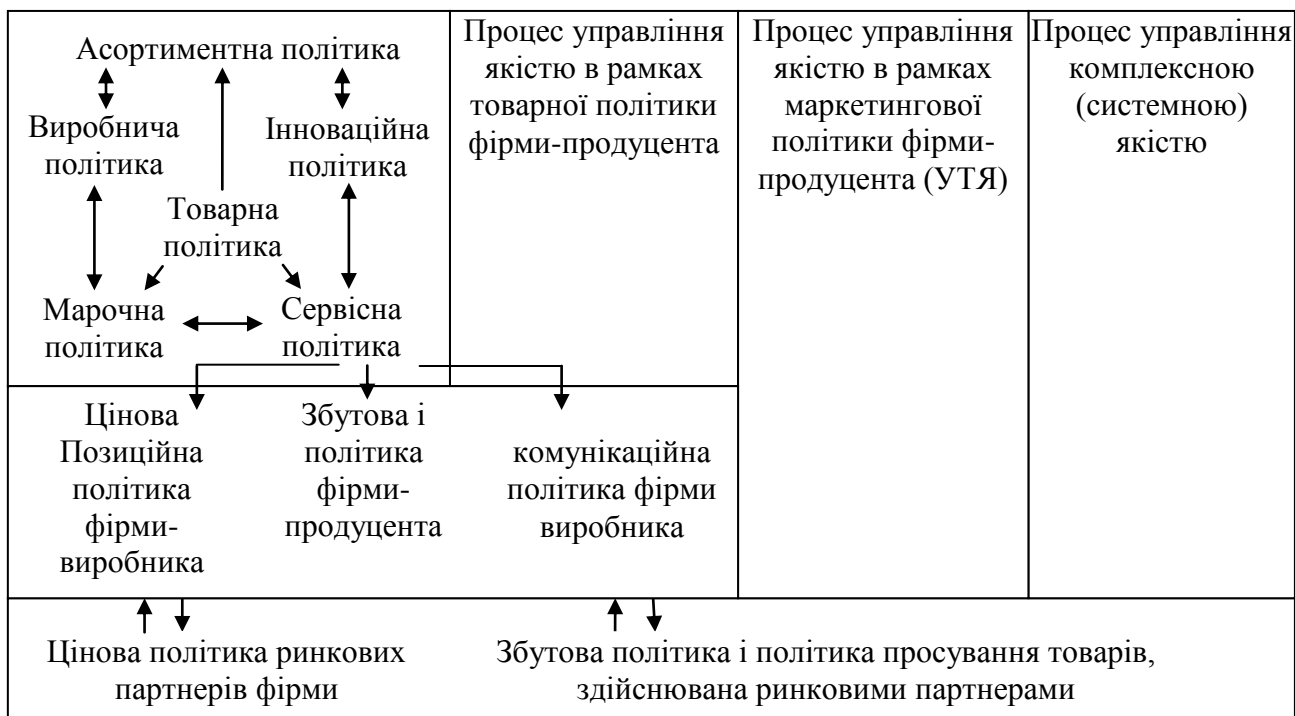 Асортиментна політика
Виробнича політика
Інноваційна політика
Товарна політика
Марочна політика
Сервісна політика
Процес управління
якістю в рамках
товарної політики
фірми-продуцента
Процес управління
якістю в рамках
маркетингової
політики фірми-
продуцента (УТЯ)
Процес управління
комплексною
(системною)
якістю
Цінова
Позиційна
політика
фірми-
виробника
Збутова і
політика
фірми-
продуцента
комунікаційна
політика фірми
виробника
Цінова політика ринкових
партнерів фірми
Збутова політика і політика просування товарів,
здійснювана ринковими партнерами